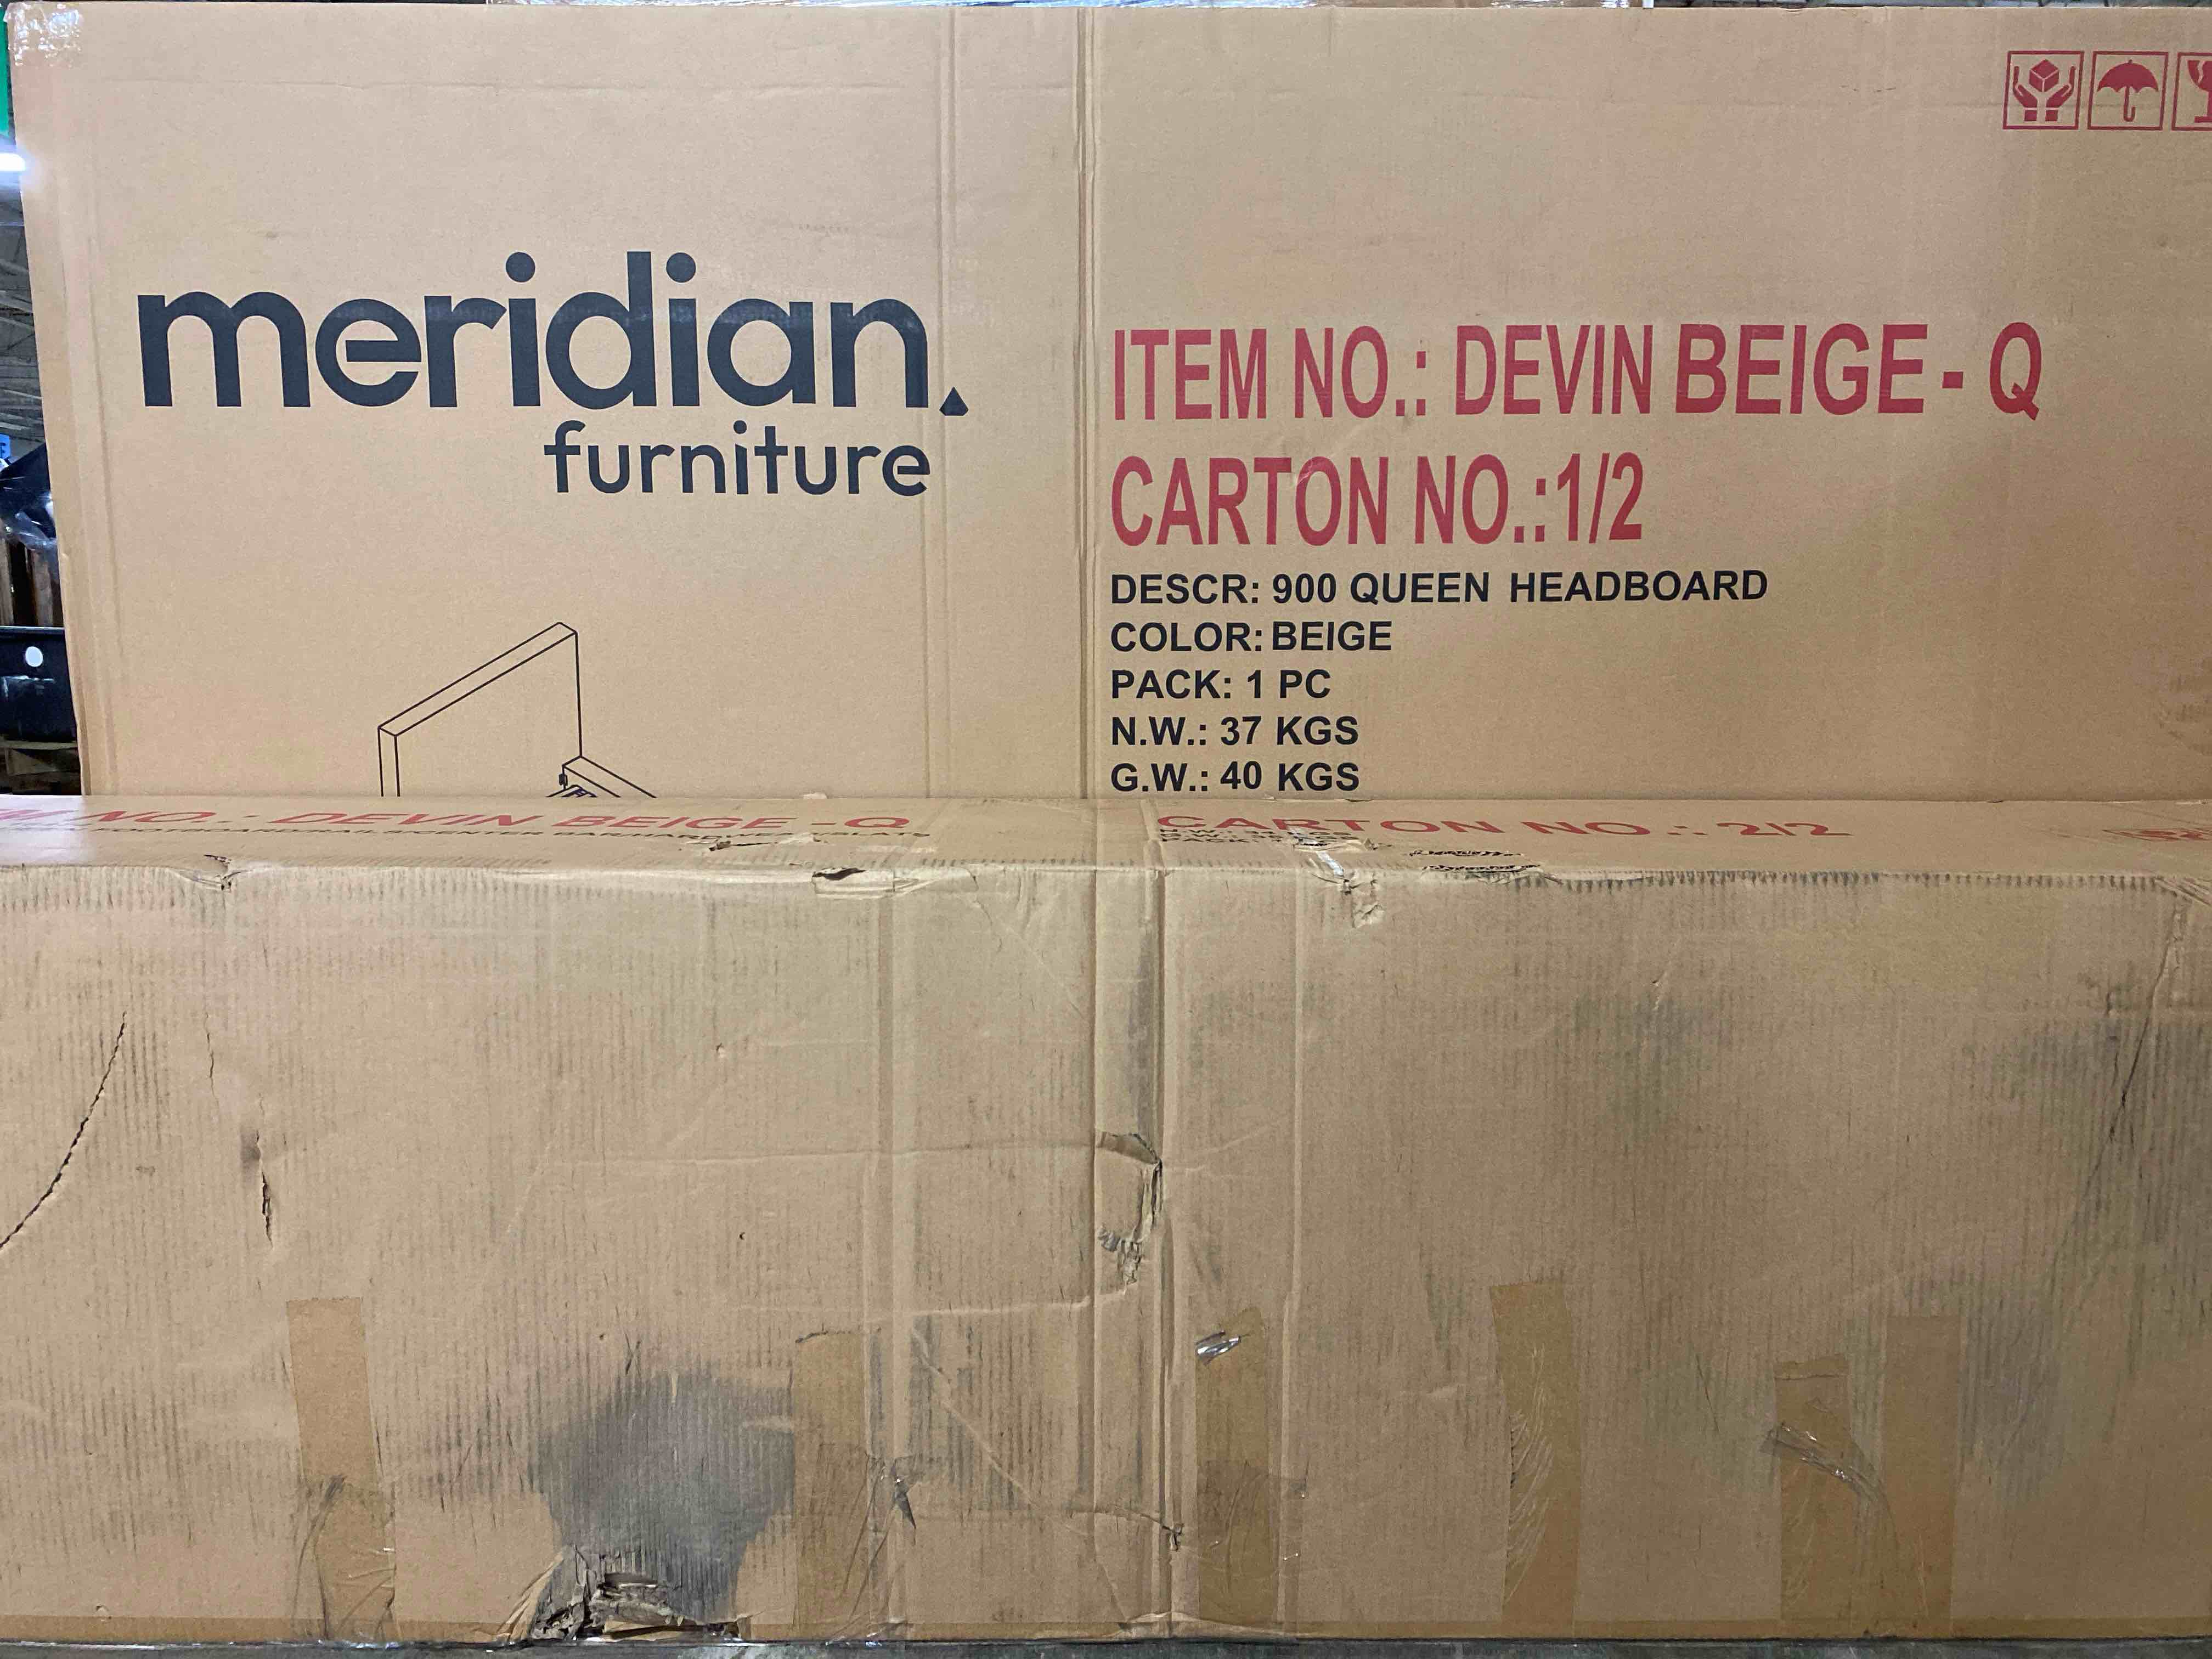 meridian.
furniture
ITEM NO.: DEVIN BEIGE - Q
CARTON NO.:1/2
DESCR: 900 QUEEN HEADBOARD
COLOR: BEIGE
PACK: 1 PC
N.W.: 37 KGS
G.W.: 40 KGS
NO.: DEVIN BEIGE -Q
CARTON NO.: 2/2